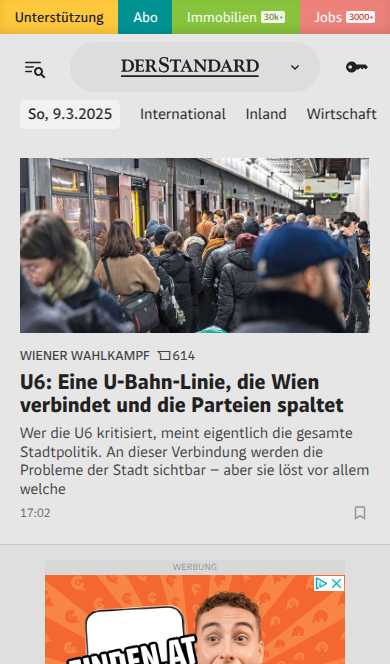 Unterstützung Abo Immobilien 30k+ Jobs 3000+
DERSTANDARD
So, 9.3.2025 International Inland Wirtschaft
WIENER WAHLKAMPF 614
U6: Eine U-Bahn-Linie, die Wien
verbindet und die Parteien spaltet
Wer die U6 kritisiert, meint eigentlich die gesamte
Stadtpolitik. An dieser Verbindung werden die
Probleme der Stadt sichtbar – aber sie löst vor allem
welche
17:02
WERBUNG
FINDEN.AT